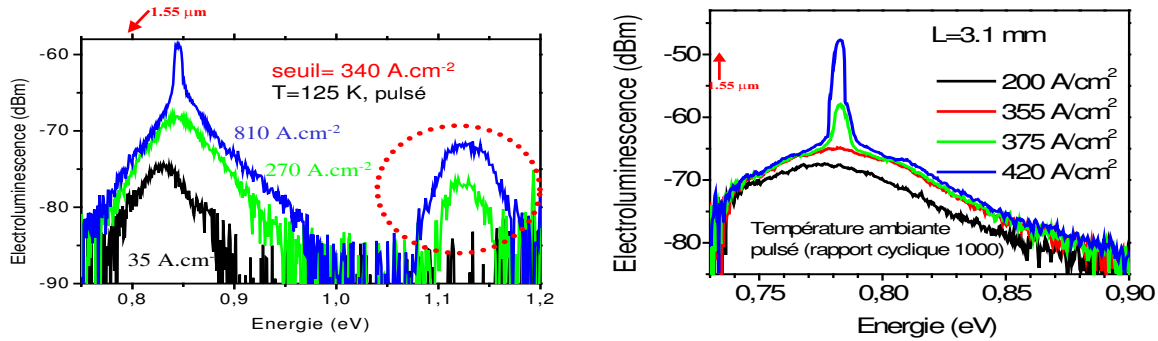 1.55 µm
-60
-70
-80
-90
Electroluminescence (dBm)
seuil= 340 A.cm-2
T=125 K, pulsé
810 A.cm-2
270 A.cm-2
35 A.cm-2
0,8 0,9 1,0 1,1 1,2
Energie (eV)
-50
-60
-70
-80
Electroluminescence (dBm)
1.55 µm
L=3.1 mm
200 A/cm2
355 A/cm2
375 A/cm2
420 A/cm2
Température ambiante
pulsé (rapport cyclique 1000)
0,75 0,80 0,85 0,90
Energie (eV)